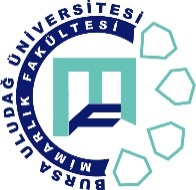 BURSA ULUDAĞ ÜNİVERSİTESİ
MİMARLIK FAKÜLTESİ